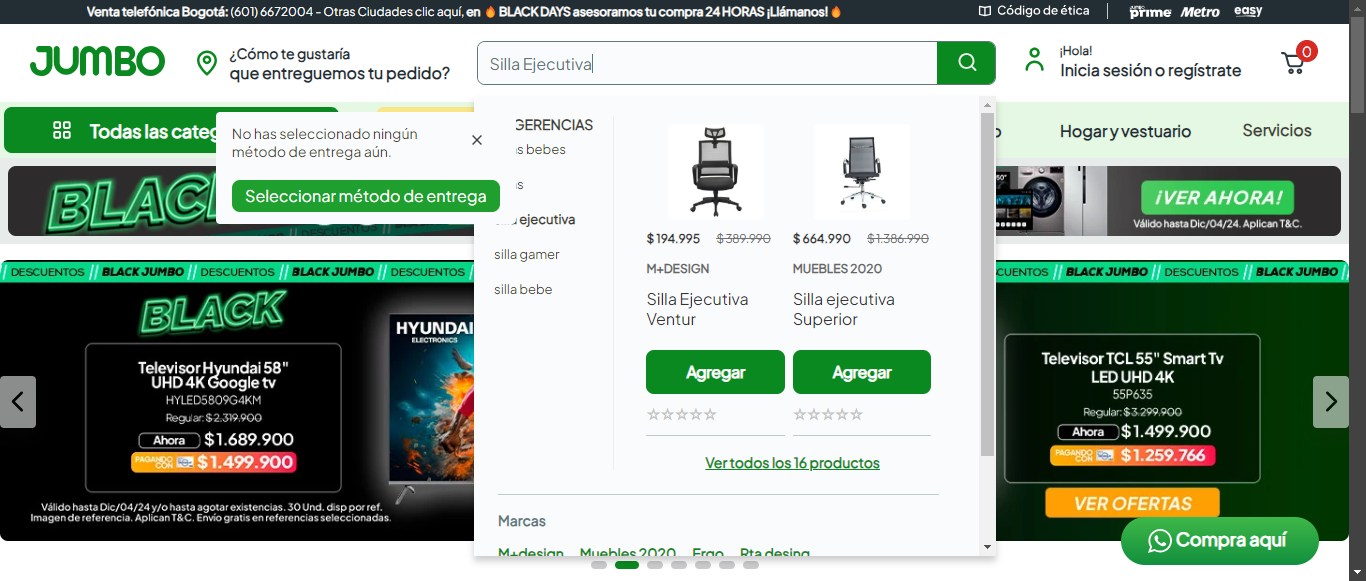 Venta telefónica Bogotá: (601) 6672004 - Otras Ciudades clic aquí, en 🔥 BLACK DAYS asesoramos tu compra 24 HORAS ¡Llámanos!🔥
Código de ética
JUMBO prime
Metro
easy
JUMBO
¿Cómo te gustaría
que entreguemos tu pedido?
Silla Ejecutiva
¡Hola!
Inicia sesión o regístrate
0
Todas las categ
Hogar y vestuario
Servicios
No has seleccionado ningún
método de entrega aún.
Seleccionar método de entrega
GERENCIAS
bebes
silla ejecutiva
silla gamer
silla bebe
$ 194.995 $ 389.990
M+DESIGN
Silla Ejecutiva
Ventur
Agregar
$ 664.990 $ 1.386.990
MUEBLES 2020
Silla ejecutiva
Superior
Agregar
Ver todos los 16 productos
Marcas
M+design Muebles 2020 Ergo Rta desing
BLACK
DESCUENTOS
¡VER AHORA!
Válido hasta Dic/04/24. Aplican T&C.
DESCUENTOS // BLACK JUMBO // DESCUENTOS // BLACK JUMBO // DESCUENTOS
CUENTOS // BLACK JUMBO // DESCUENTOS // BLACK JUMBO
BLACK
Televisor Hyundai 58"
UHD 4K Google tv
HYLED5809G4KM
Regular: $ 2.319.900
Ahora $ 1.689.900
PAGANDO CON $ 1.499.900
Válido hasta Dic/04/24 y/o hasta agotar existencias. 30 Und. disp por ref.
Imagen de referencia. Aplican T&C. Envío gratis en referencias seleccionadas.
HYUNDAI
ELECTRONICS
Televisor TCL 55" Smart Tv
LED UHD 4K
55P635
Regular: $ 3.299.900
Ahora $ 1.499.900
PAGANDO CON $ 1.259.766
VER OFERTAS
Compra aquí